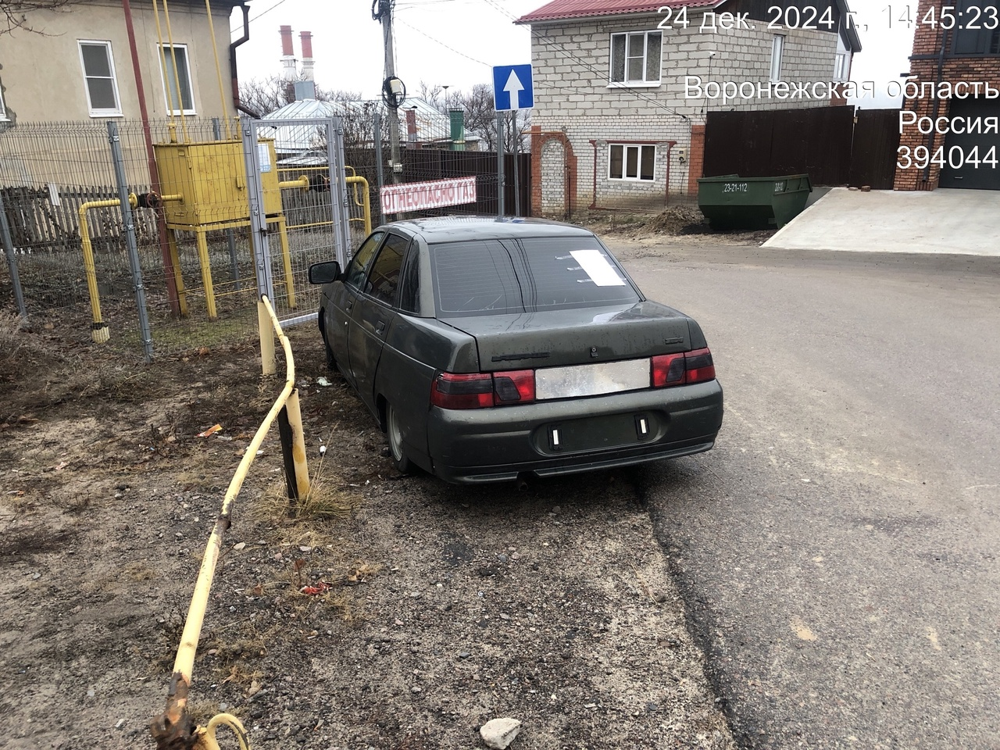 24 дек. 2024 г., 14:45:23
Воронежская область
Россия
394044
ОГНЕОПАСНО ГАЗ
23-21-112